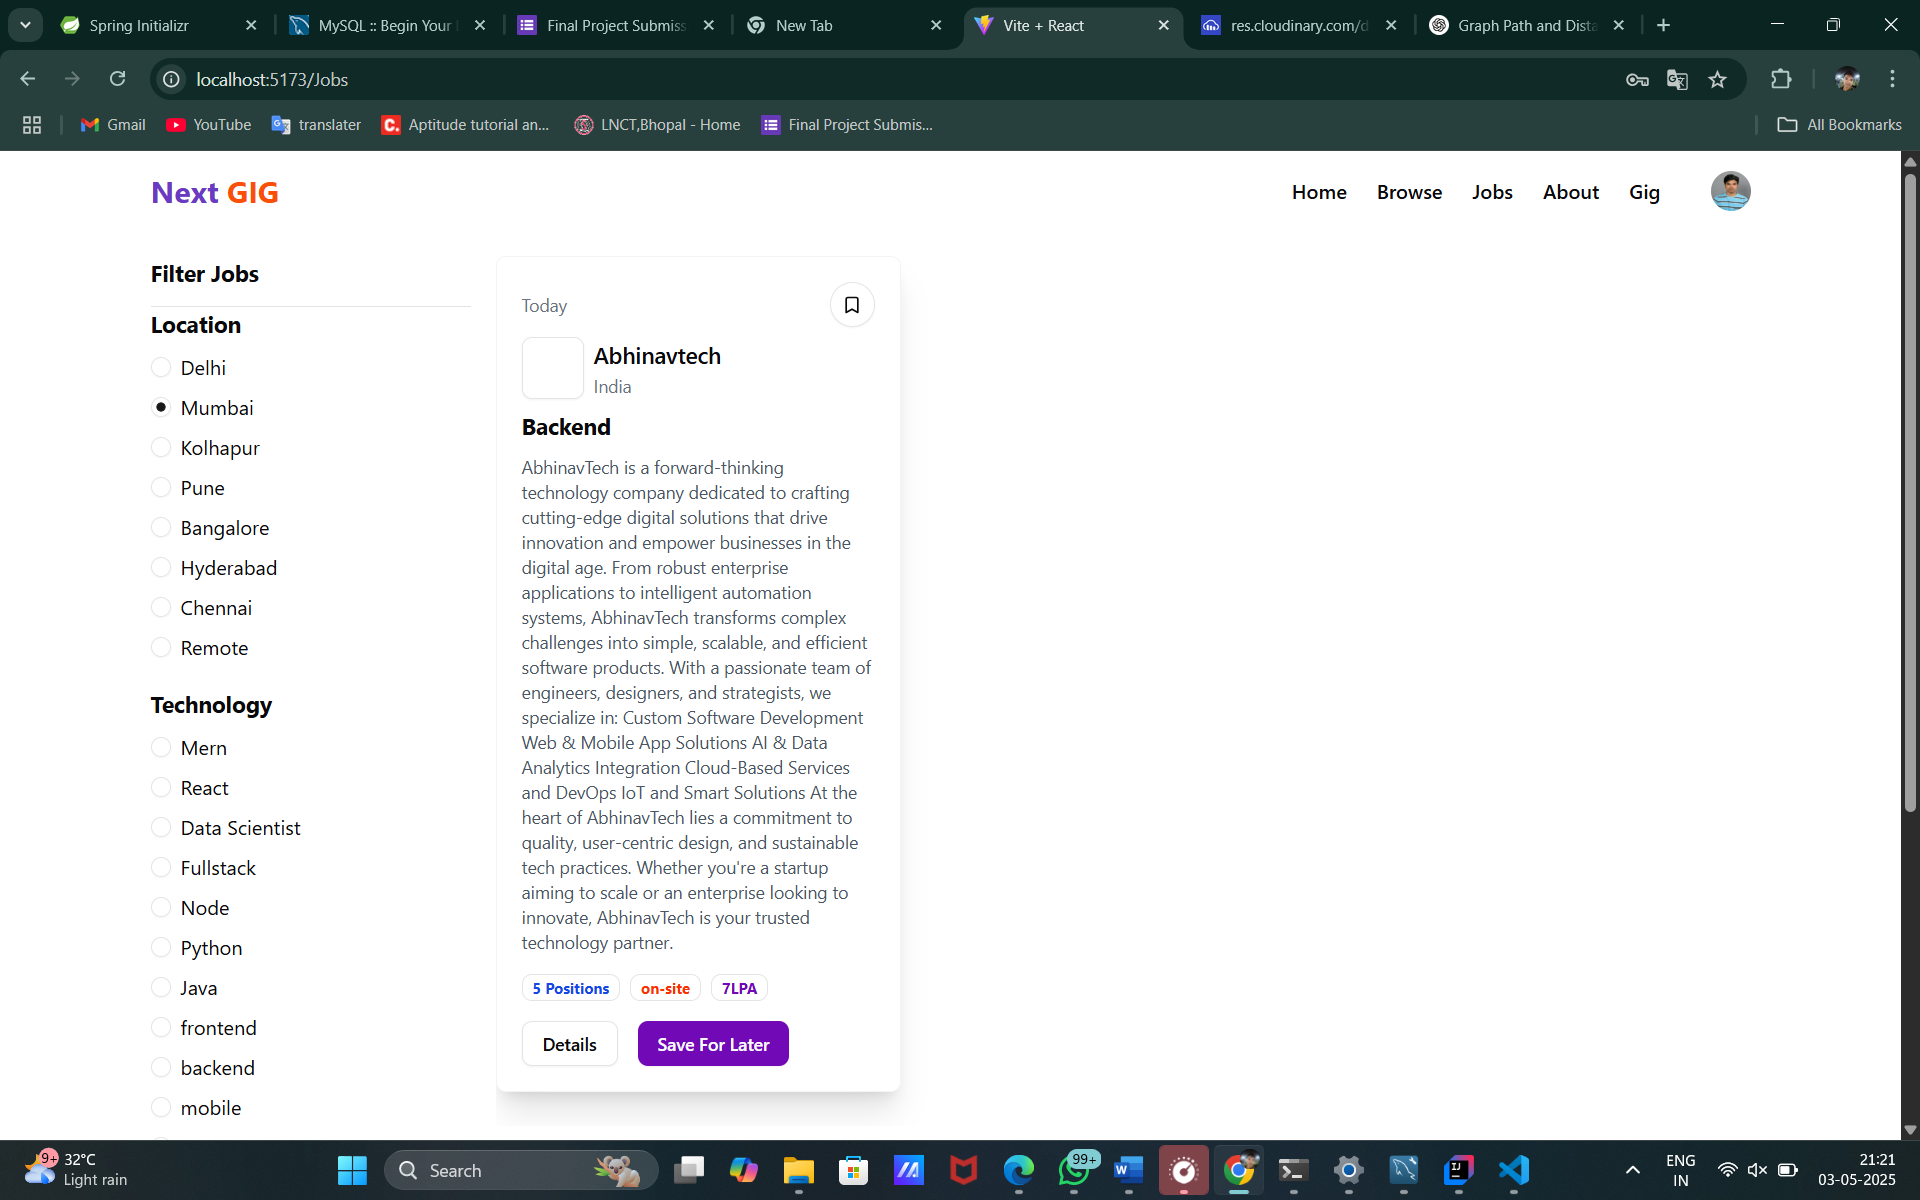 Spring Initializr
MySQL :: Begin Your
Final Project Submiss
New Tab
Vite + React
res.cloudinary.com/d
Graph Path and Dista
localhost:5173/Jobs
Gmail
YouTube
translater
Aptitude tutorial an...
LNCT,Bhopal - Home
Final Project Submis...
All Bookmarks
Next GIG
Home
Browse
Jobs
About
Gig
Filter Jobs
Location
Delhi
Mumbai
Kolhapur
Pune
Bangalore
Hyderabad
Chennai
Remote
Technology
Mern
React
Data Scientist
Fullstack
Node
Python
Java
frontend
backend
mobile
Today
Abhinavtech
India
Backend
AbhinavTech is a forward-thinking
technology company dedicated to crafting
cutting-edge digital solutions that drive
innovation and empower businesses in the
digital age. From robust enterprise
applications to intelligent automation
systems, AbhinavTech transforms complex
challenges into simple, scalable, and efficient
software products. With a passionate team of
engineers, designers, and strategists, we
specialize in: Custom Software Development
Web & Mobile App Solutions AI & Data
Analytics Integration Cloud-Based Services
and DevOps IoT and Smart Solutions At the
heart of AbhinavTech lies a commitment to
quality, user-centric design, and sustainable
tech practices. Whether you're a startup
aiming to scale or an enterprise looking to
innovate, AbhinavTech is your trusted
technology partner.
5 Positions
on-site
7LPA
Details
Save For Later
9+
32°C
Light rain
Search
99+
ENG
IN
21:21
03-05-2025